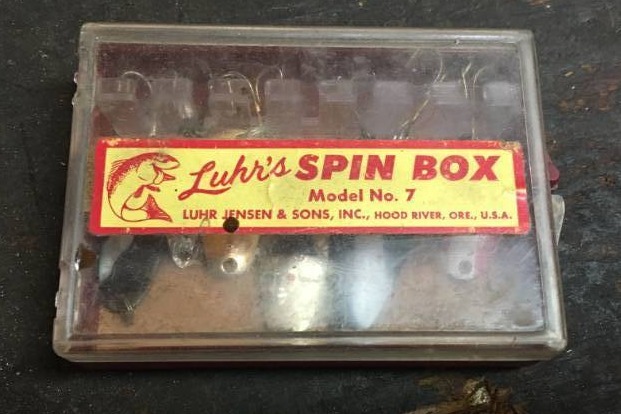 Luhr's SPIN BOX
Model No. 7
LUHR JENSEN & SONS, INC., HOOD RIVER, ORE., U.S.A.